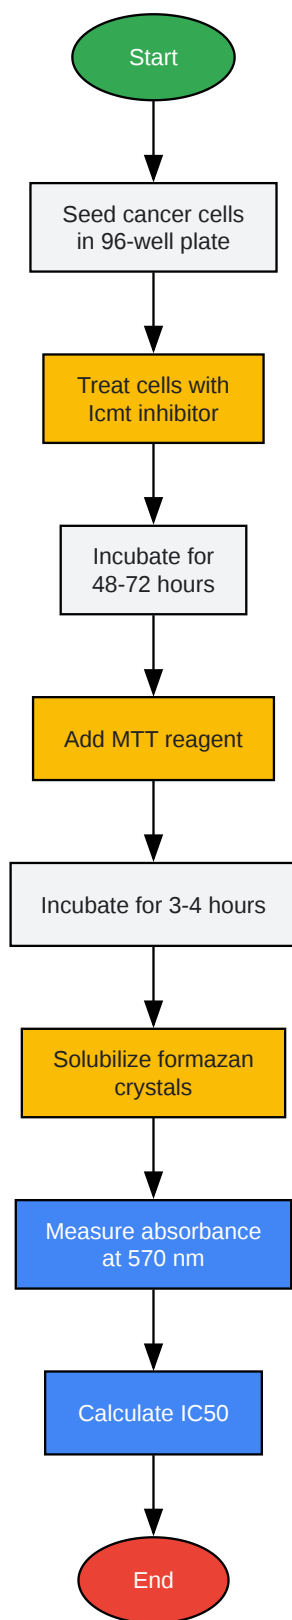 Start
Seed cancer cells
in 96-well plate
Treat cells with
Icmt inhibitor
Incubate for
48-72 hours
Add MTT reagent
Incubate for 3-4 hours
Solubilize formazan
crystals
Measure absorbance
at 570 nm
Calculate IC50
End